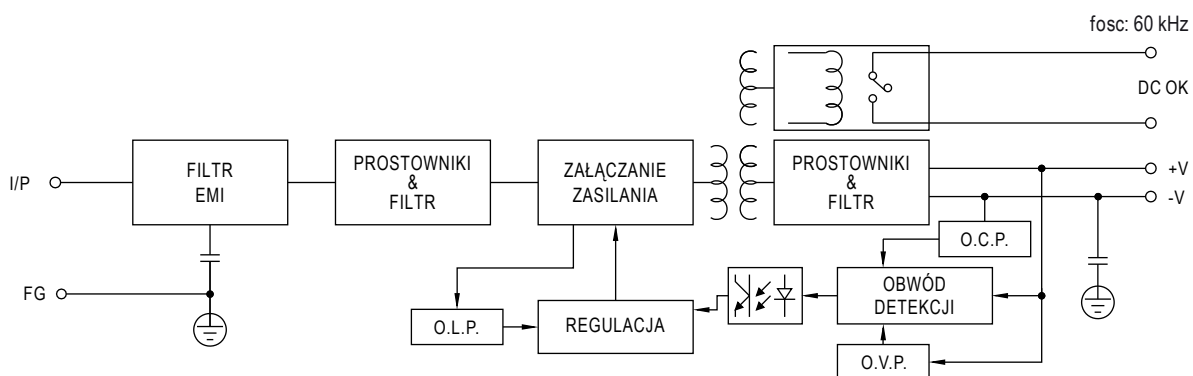 fosc: 60 kHz
DC OK
I/P
FILTR
EMI
PROSTOWNIKI
&
FILTR
ZAŁĄCZANIE
ZASILANIA
PROSTOWNIKI
&
FILTR
+V
-V
O.C.P.
FG
O.L.P.
REGULACJA
OBWÓD
DETEKCJI
O.V.P.